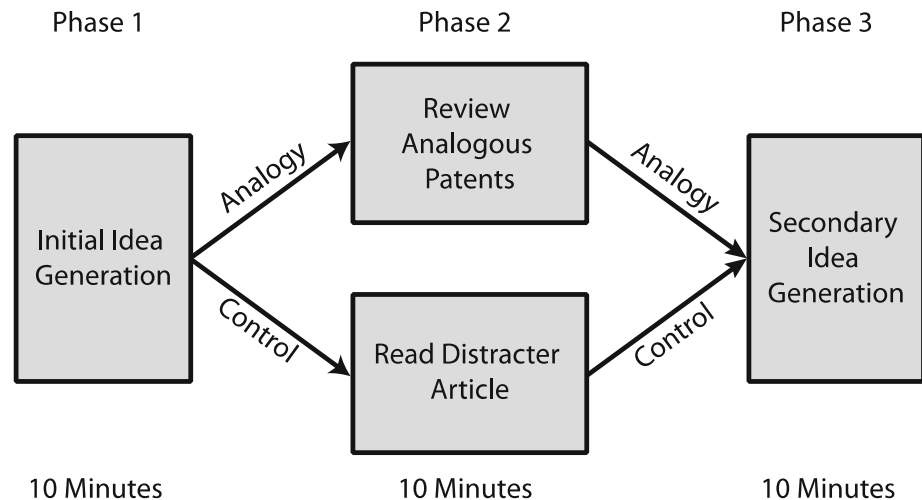 Phase 1
Phase 2
Phase 3
Initial Idea
Generation
Analogy
Control
Review
Analogous
Patents
Read Distracter
Article
Analogy
Control
Secondary
Idea
Generation
10 Minutes
10 Minutes
10 Minutes